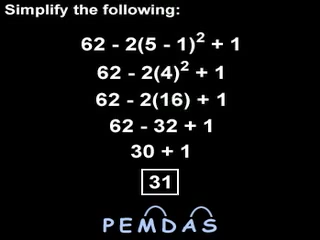 Simplify the following:
62 - 2(5 - 1)² + 1
62 - 2(4)² + 1
62 - 2(16) + 1
62 - 32 + 1
30 + 1
31
PEMDAS